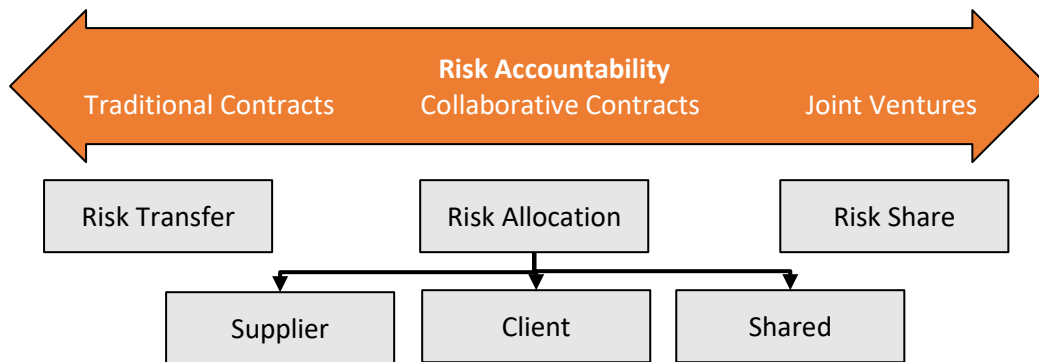 Risk Accountability
Traditional Contracts Collaborative Contracts Joint Ventures
Risk Transfer Risk Allocation Risk Share
Supplier Client Shared